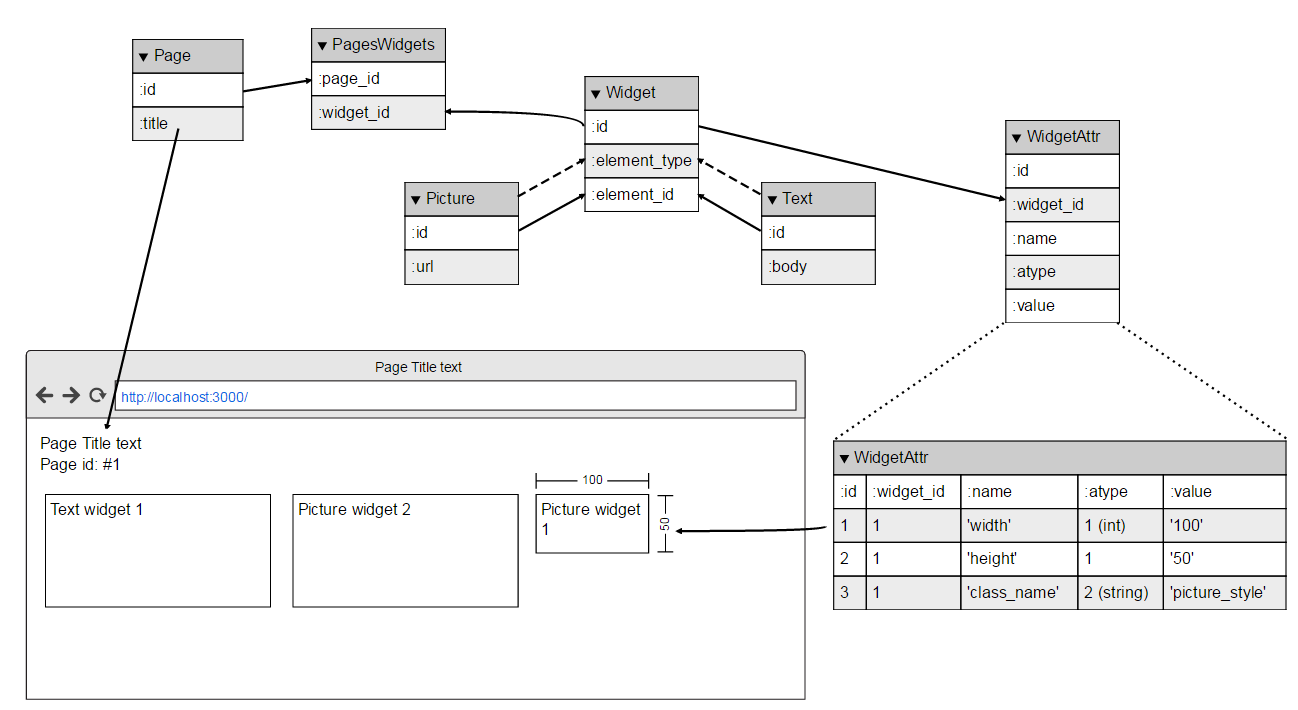 ▼ Page
:id
:title
▼ PagesWidgets
:page_id
:widget_id
▼ Widget
:id
:element_type
:element_id
▼ Picture
:id
:url
▼ Text
:id
:body
▼ WidgetAttr
:id
:widget_id
:name
:atype
:value
Page Title text
http://localhost:3000/
Page Title text
Page id: #1
Text widget 1
Picture widget 2
100
Picture widget
1
50
▼ WidgetAttr
:id :widget_id :name :atype :value
1 1 'width' 1 (int) '100'
2 1 'height' 1 '50'
3 1 'class_name' 2 (string) 'picture_style'